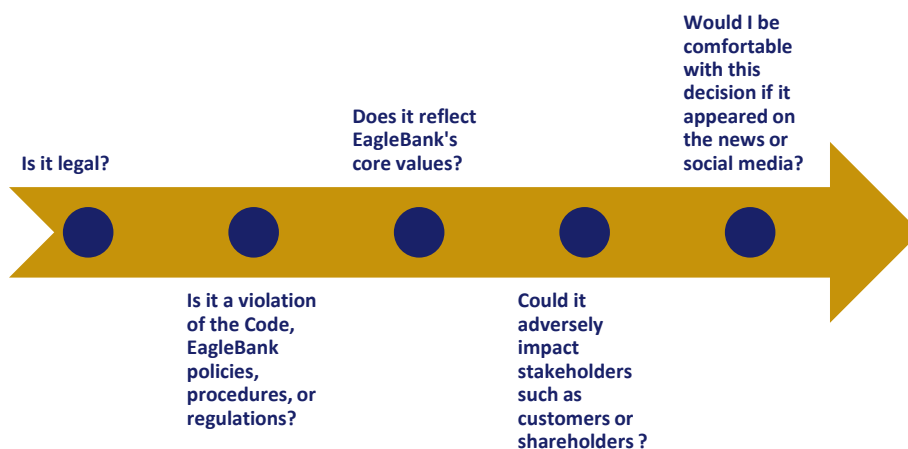 Is it legal?
Is it a violation
of the Code,
EagleBank
policies,
procedures, or
regulations?
Does it reflect
EagleBank's
core values?
Could it
adversely
impact
stakeholders
such as
customers or
shareholders ?
Would I be
comfortable
with this
decision if it
appeared on
the news or
social media?